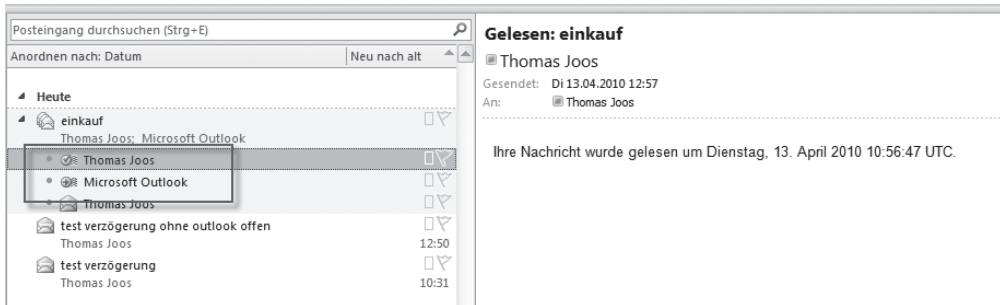 Posteingang durchsuchen (Strg+E)
Anordnen nach: Datum
Neu nach alt
Heute
einkauf
Thomas Joos; Microsoft Outlook
Thomas Joos
Microsoft Outlook
Thomas Joos
test verzögerung ohne outlook offen
Thomas Joos 12:50
test verzögerung
Thomas Joos 10:31
Gelesen: einkauf
Thomas Joos
Gesendet: Di 13.04.2010 12:57
An: Thomas Joos
Ihre Nachricht wurde gelesen um Dienstag, 13. April 2010 10:56:47 UTC.